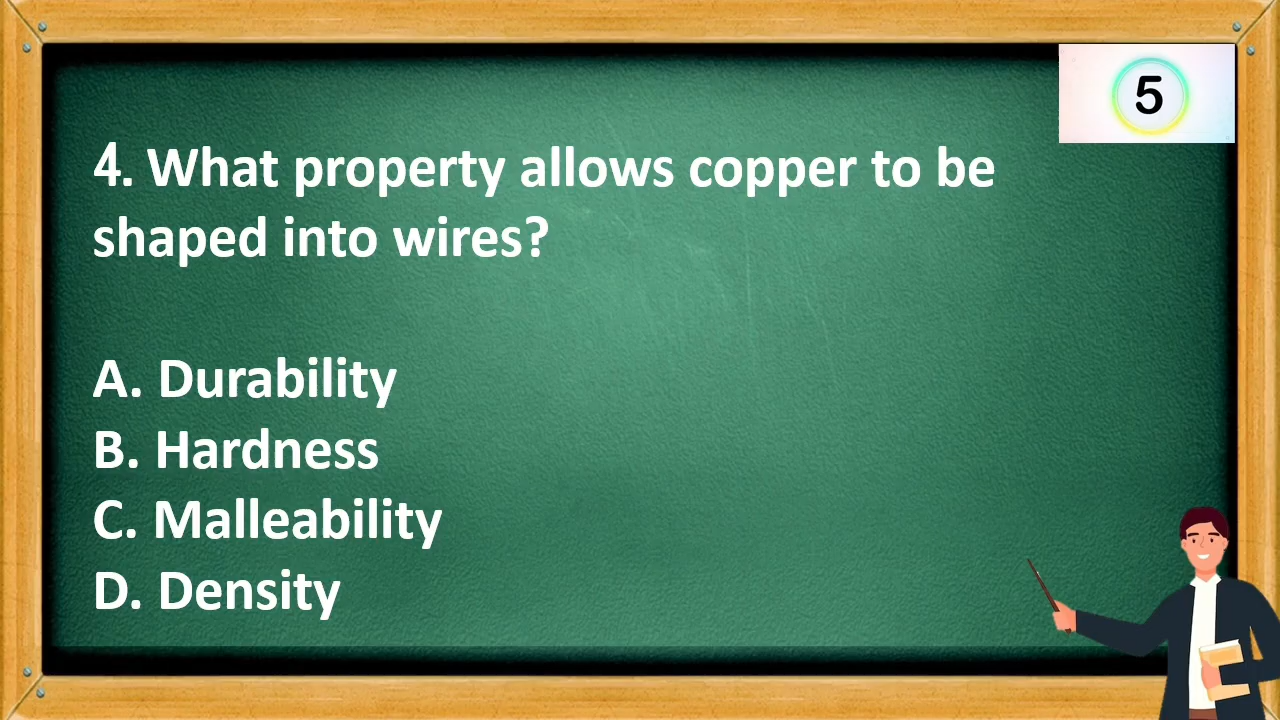 5
4. What property allows copper to be
shaped into wires?
A. Durability
B. Hardness
C. Malleability
D. Density